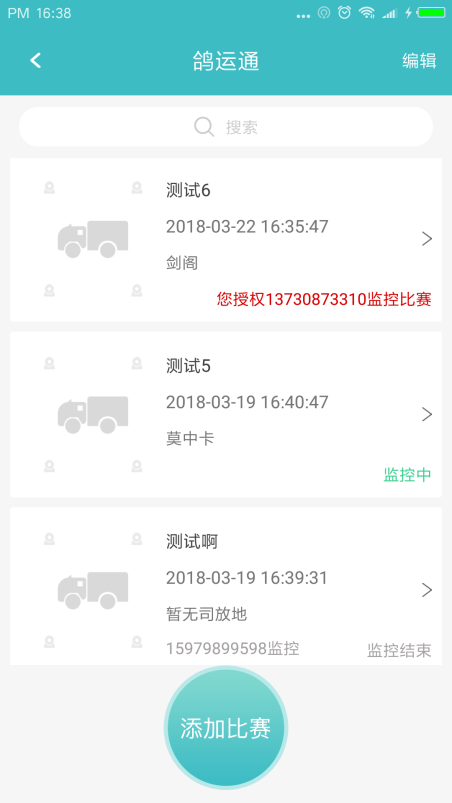 PM 16:38
鸽运通
编辑
搜索
测试6
2018-03-22 16:35:47
剑阁
您授权13730873310监控比赛
测试5
2018-03-19 16:40:47
莫中卡
监控中
测试啊
2018-03-19 16:39:31
暂无司放地
15979899598监控
监控结束
添加比赛